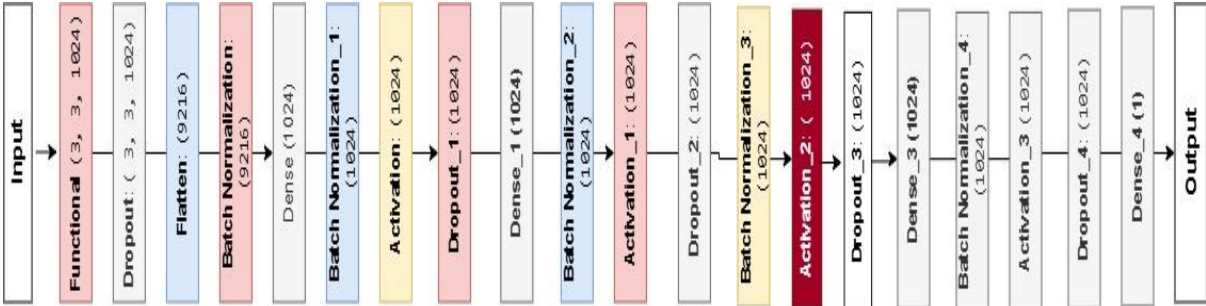 Input
Functional (3, 3, 1024)
Dropout: ( 3, 3, 1024)
Flatten: (9216)
Batch Normalization:
(9216)
Dense (1024)
Batch Normalization_1:
(1024)
Activation: (1024)
Dropout_1: (1024)
Dense_1 (1024)
Batch Normalization_2:
(1024)
Activation_1: (1024)
Dropout_2: (1024)
Batch Normalization_3:
(1024)
Activation_2: ( 1024)
Dropout_3: (1024)
Dense_3 (1024)
Batch Normalization_4:
(1024)
Activation_3 (1024)
Dropout_4: (1024)
Dense_4 (1)
Output